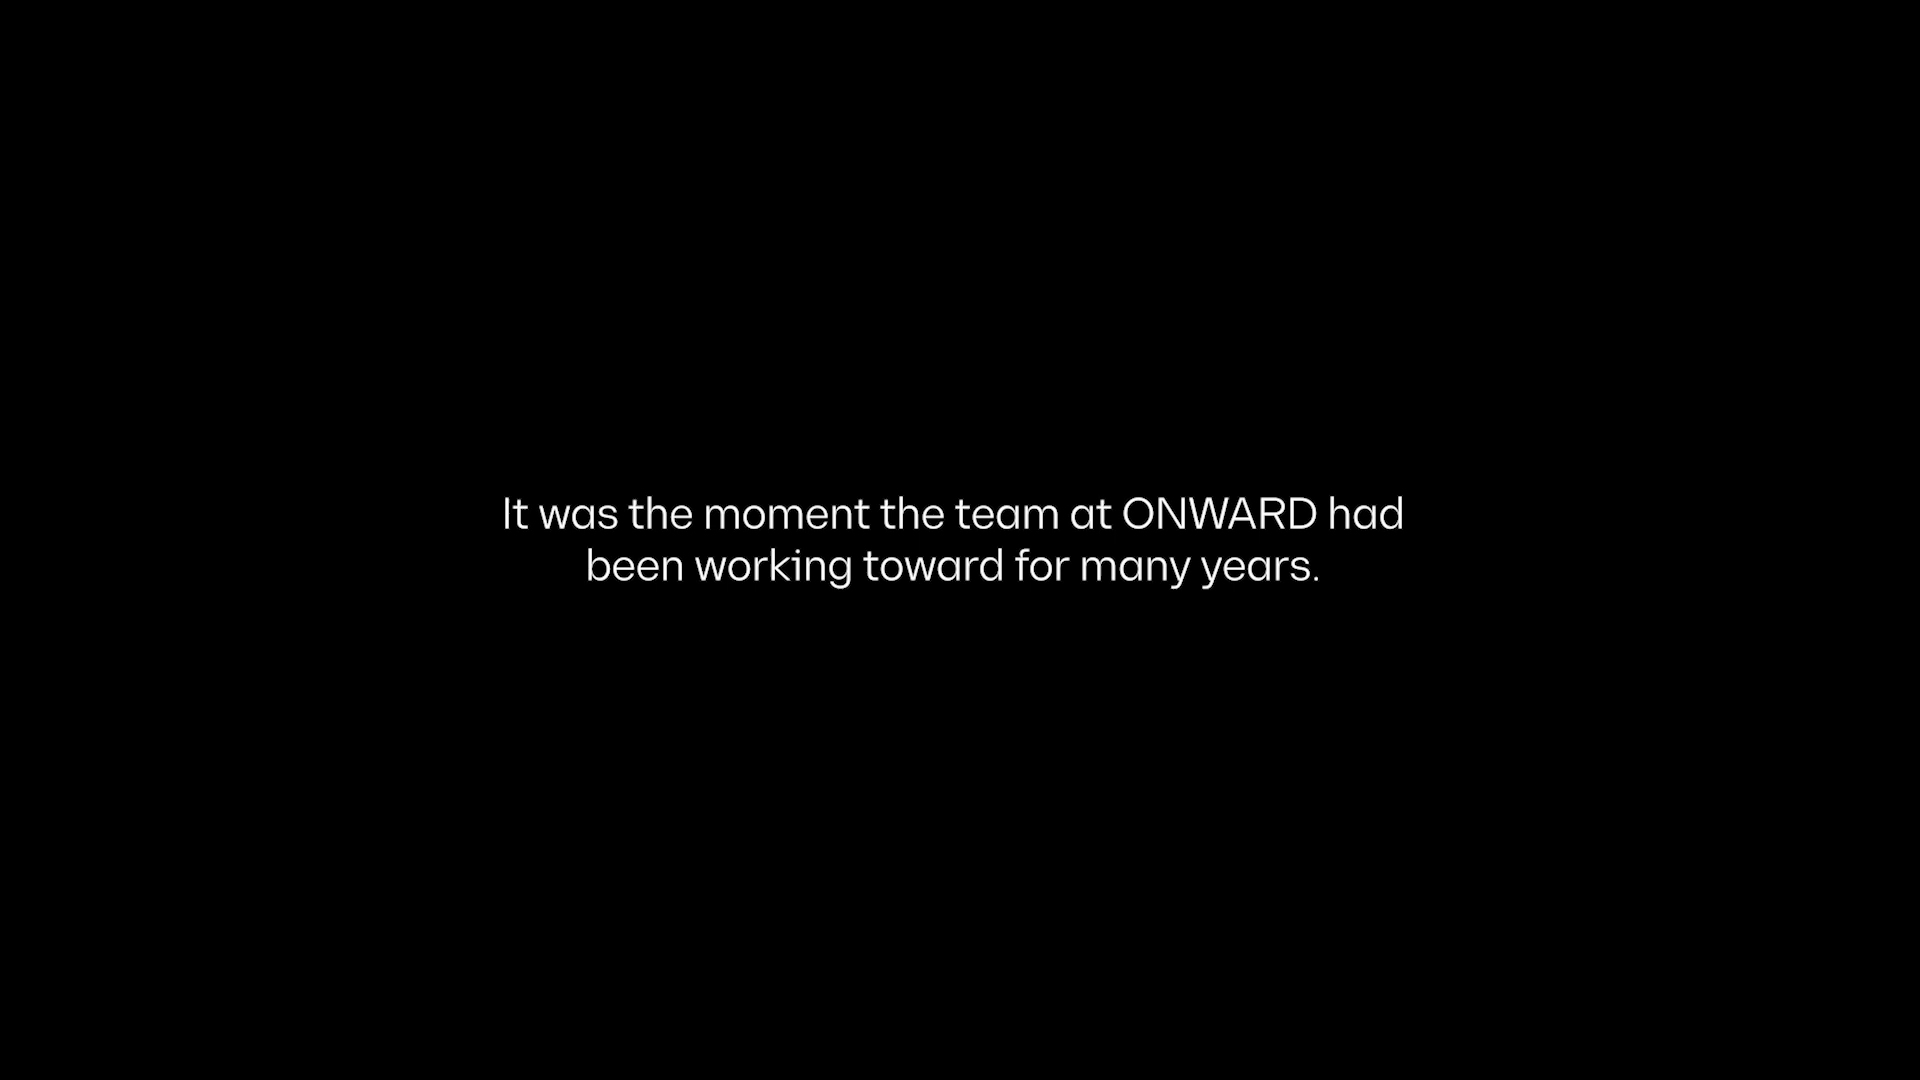 It was the moment the team at ONWARD had
been working toward for many years.